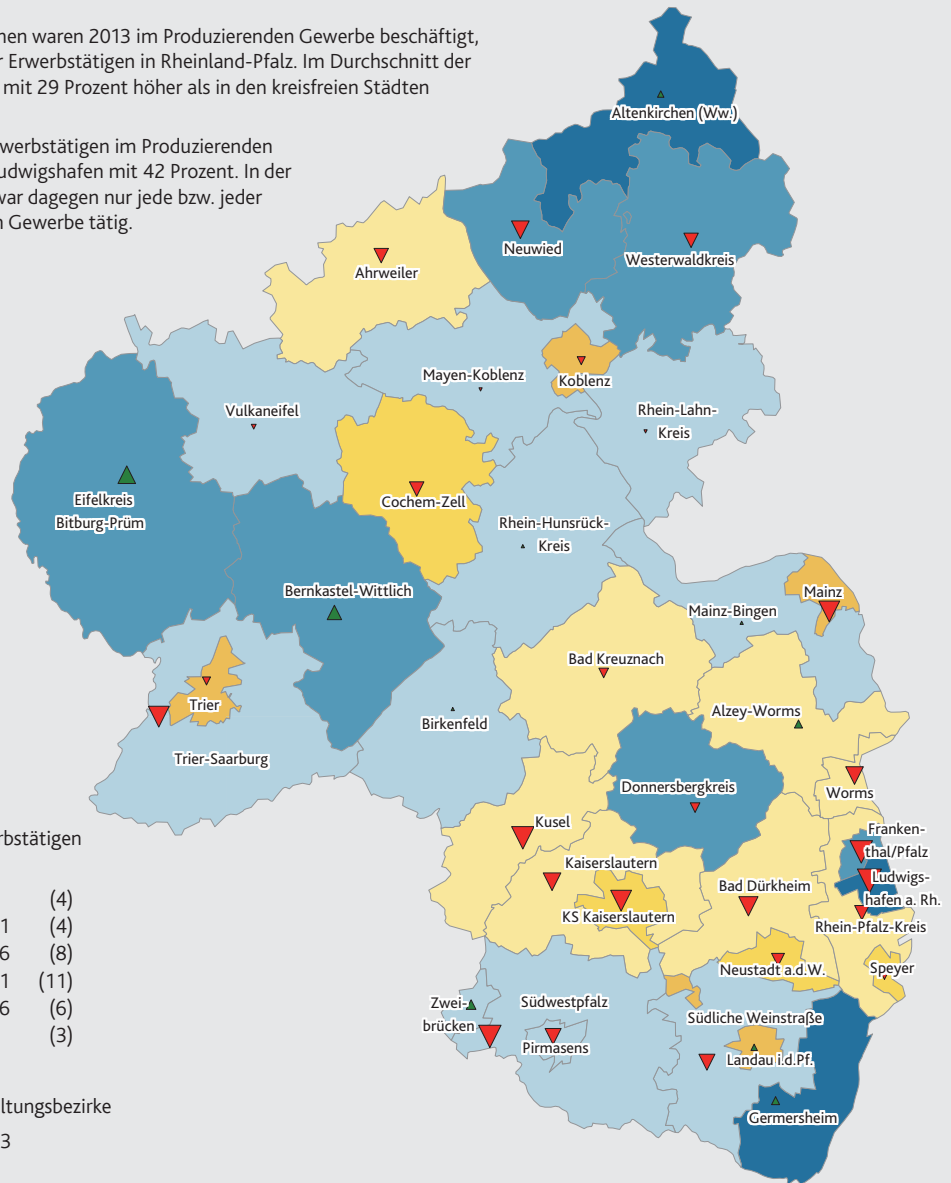 nen waren 2013 im Produzierenden Gewerbe beschäftigt,
r Erwerbstätigen in Rheinland-Pfalz. Im Durchschnitt der
mit 29 Prozent höher als in den kreisfreien Städten
werbstätigen im Produzierenden
udwigshafen mit 42 Prozent. In der
war dagegen nur jede bzw. jeder
n Gewerbe tätig.
Altenkirchen (Ww.)
Neuwied
Westerwaldkreis
Ahrweiler
Mayen-Koblenz
Koblenz
Vulkaneifel
Rhein-Lahn-
Kreis
Cochem-Zell
Eifelkreis
Bitburg-Prüm
Rhein-Hunsrück-
Kreis
Bernkastel-Wittlich
Mainz
Mainz-Bingen
Bad Kreuznach
Trier
Birkenfeld
Alzey-Worms
Trier-Saarburg
Donnersbergkreis
Worms
Kusel
Franken-
thal/Pfalz
Kaiserslautern
Ludwigs-
hafen a. Rh.
Bad Dürkheim
KS Kaiserslautern
Rhein-Pfalz-Kreis
Neustadt a.d.W.
Speyer
Zwei-
brücken
Südwestpfalz
Südliche Weinstraße
Pirmasens
Landau i.d.Pf.
Germersheim
rbstätigen
(4)
1 (4)
6 (8)
1 (11)
6 (6)
(3)
ltungsbezirke
3